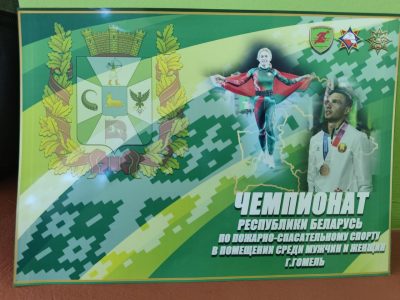 ЧЕМПИОНАТ
РЕСПУБЛИКИ БЕЛАРУСЬ
ПО ПОЖАРНО-СПАСАТЕЛЬНОМУ СПОРТУ
В ПОМЕЩЕНИИ СРЕДИ МУЖЧИН И ЖЕНЩИН
Г.ГОМЕЛЬ